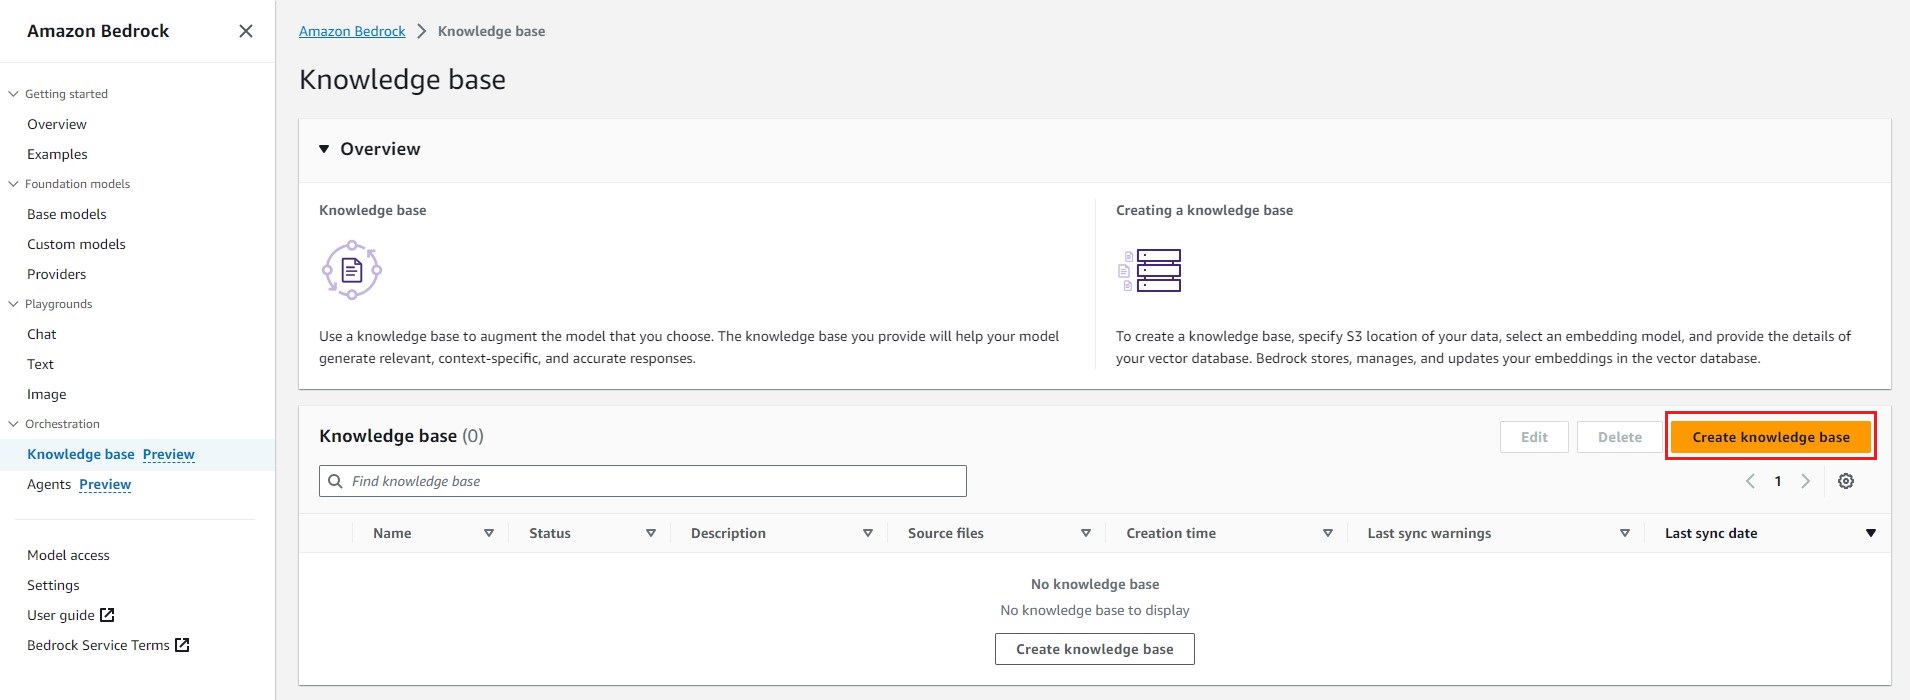 Amazon Bedrock
Getting started
Overview
Examples
Foundation models
Base models
Custom models
Providers
Playgrounds
Chat
Text
Image
Orchestration
Knowledge base Preview
Agents Preview
Model access
Settings
User guide
Bedrock Service Terms
Amazon Bedrock > Knowledge base
Knowledge base
Overview
Knowledge base
Use a knowledge base to augment the model that you choose. The knowledge base you provide will help your model
generate relevant, context-specific, and accurate responses.
Creating a knowledge base
To create a knowledge base, specify S3 location of your data, select an embedding model, and provide the details of
your vector database. Bedrock stores, manages, and updates your embeddings in the vector database.
Knowledge base (0)
Edit Delete Create knowledge base
Find knowledge base
1
Name Status Description Source files Creation time Last sync warnings Last sync date
No knowledge base
No knowledge base to display
Create knowledge base